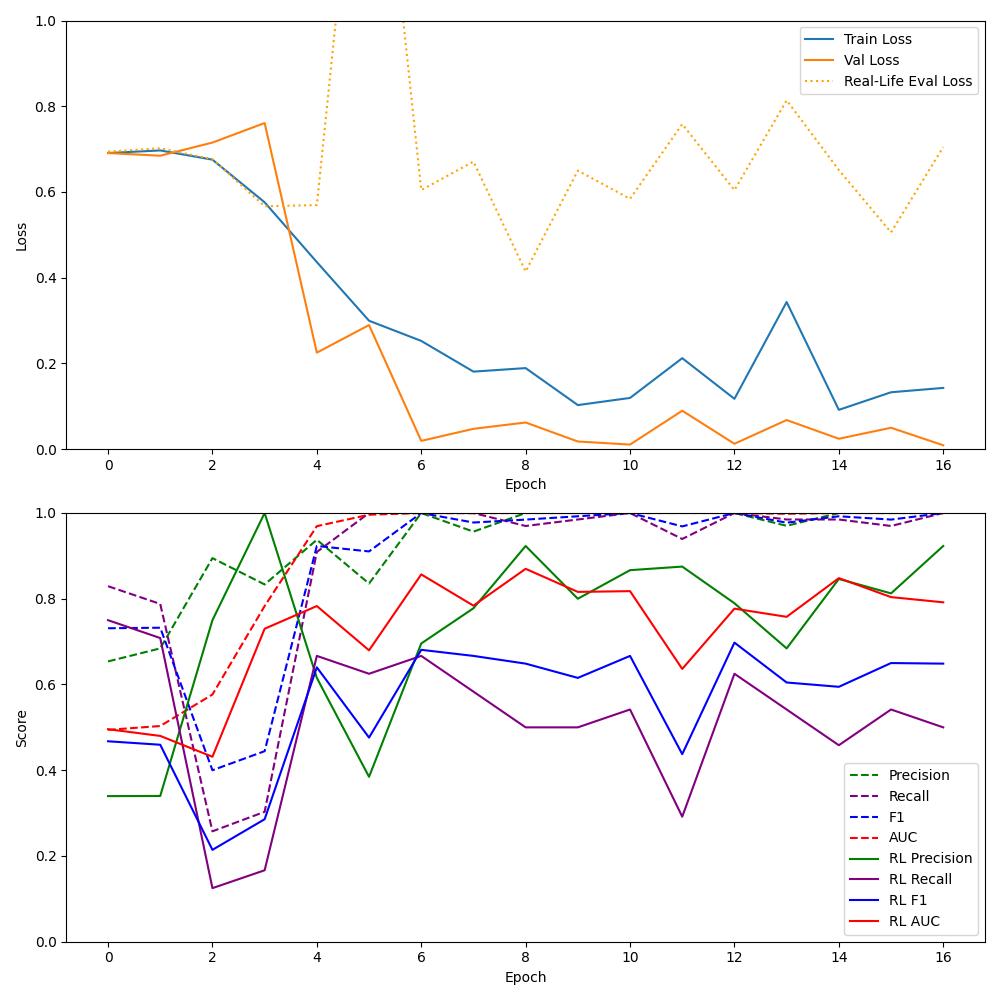 1.0
0.8
0.6
0.4
0.2
0.0
Loss
0 2 4 6 8 10 12 14 16
Epoch
Train Loss
Val Loss
Real-Life Eval Loss
1.0
0.8
0.6
0.4
0.2
0.0
Score
0 2 4 6 8 10 12 14 16
Epoch
Precision
Recall
F1
AUC
RL Precision
RL Recall
RL F1
RL AUC